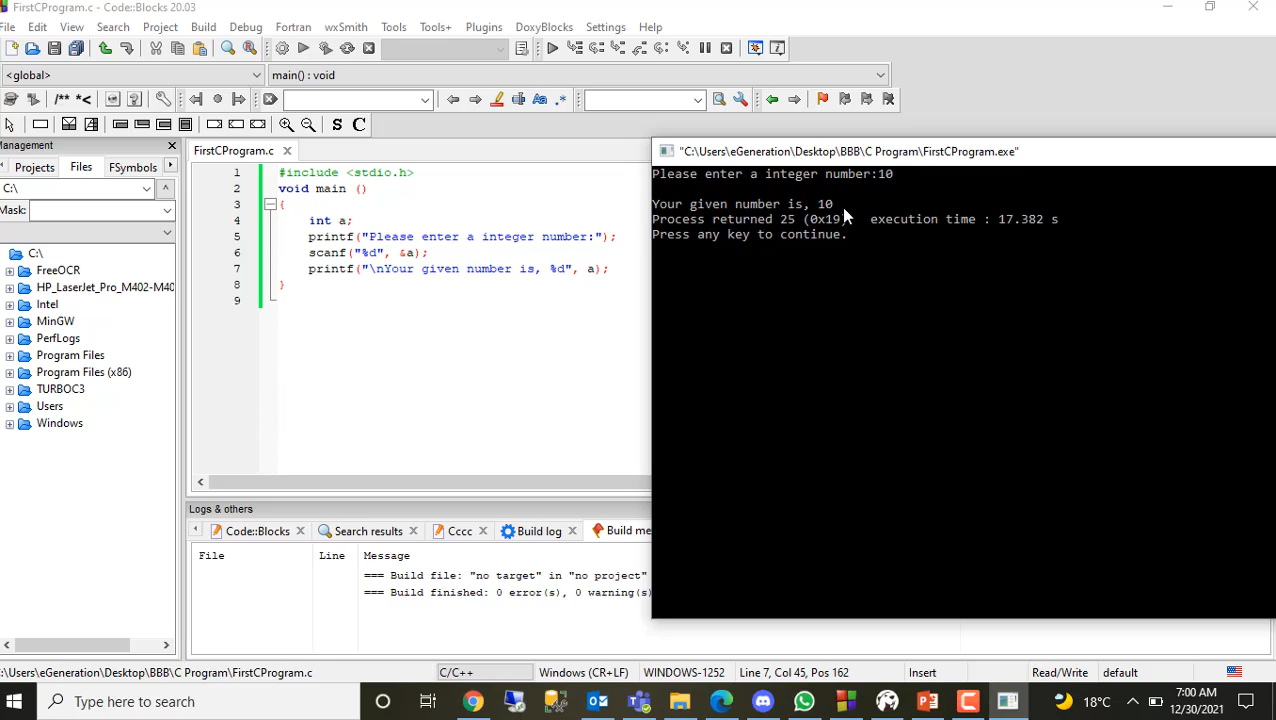 FirstCProgram.c - Code::Blocks 20.03
File Edit View Search Project Build Debug Fortran wxSmith Tools Tools+ Plugins DoxyBlocks Settings Help
<global> main() : void
/** *<
S C
Management
Projects Files FSymbols
C:\
Mask:
C:\
FreeOCR
HP_LaserJet_Pro_M402-M40
Intel
MinGW
PerfLogs
Program Files
Program Files (x86)
TURBOC3
Users
Windows
FirstCProgram.c
1 #include <stdio.h>
2 void main ()
3 {
4 int a;
5 printf("Please enter a integer number:");
6 scanf("%d", &a);
7 printf("\nYour given number is, %d", a);
8 }
9
"C:\Users\eGeneration\Desktop\BBB\C Program\FirstCProgram.exe"
Please enter a integer number:10
Your given number is, 10
Process returned 25 (0x19) execution time : 17.382 s
Press any key to continue.
Logs & others
Code::Blocks Search results Cccc Build log Build me
File Line Message
=== Build file: "no target" in "no project"
=== Build finished: 0 error(s), 0 warning(s)
:\Users\eGeneration\Desktop\BBB\C Program\FirstCProgram.c C/C++ Windows (CR+LF) WINDOWS-1252 Line 7, Col 45, Pos 162 Insert Read/Write default
Type here to search
18°C
7:00 AM
12/30/2021